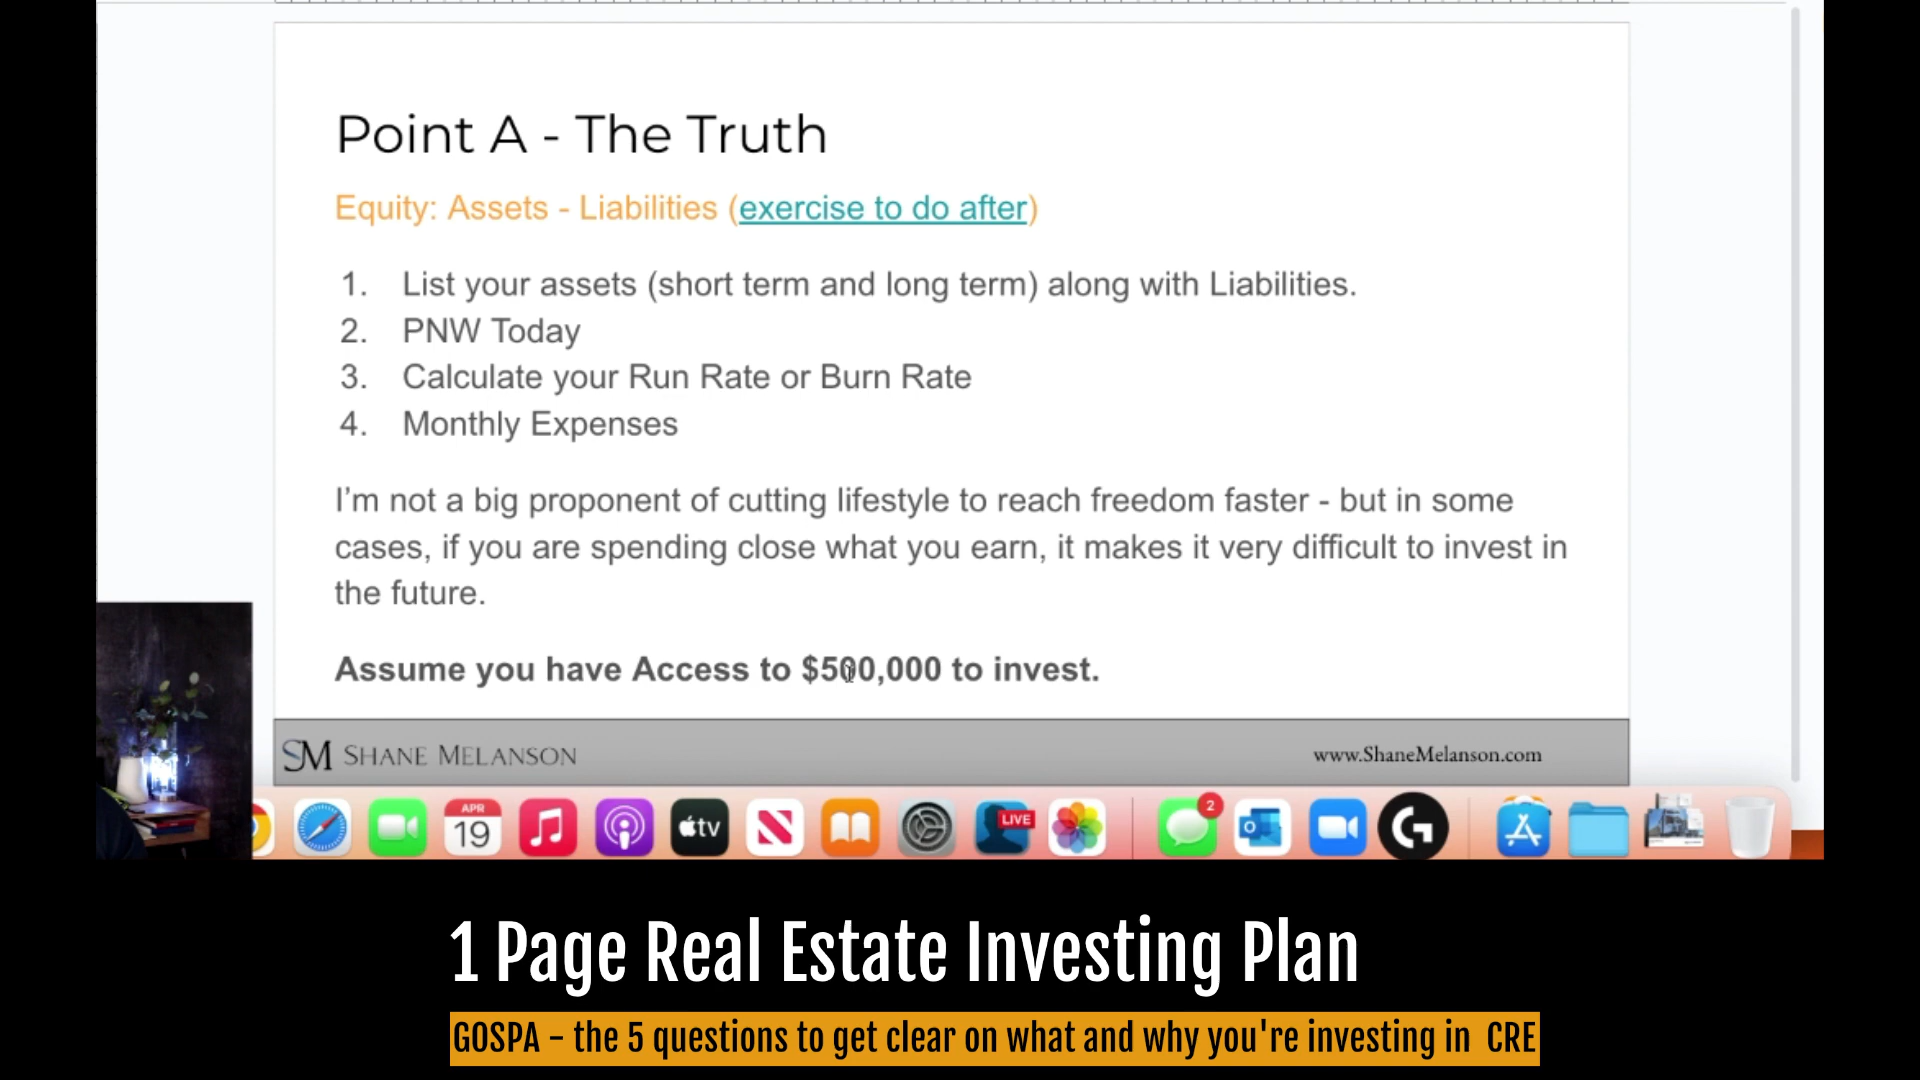 Point A - The Truth
Equity: Assets - Liabilities (exercise to do after)
1. List your assets (short term and long term) along with Liabilities.
2. PNW Today
3. Calculate your Run Rate or Burn Rate
4. Monthly Expenses
I'm not a big proponent of cutting lifestyle to reach freedom faster - but in some
cases, if you are spending close what you earn, it makes it very difficult to invest in
the future.
Assume you have Access to $500,000 to invest.
SM SHANE MELANSON
www.ShaneMelanson.com
APR
19
tv
LIVE
2
1 Page Real Estate Investing Plan
GOSPA - the 5 questions to get clear on what and why you're investing in CRE